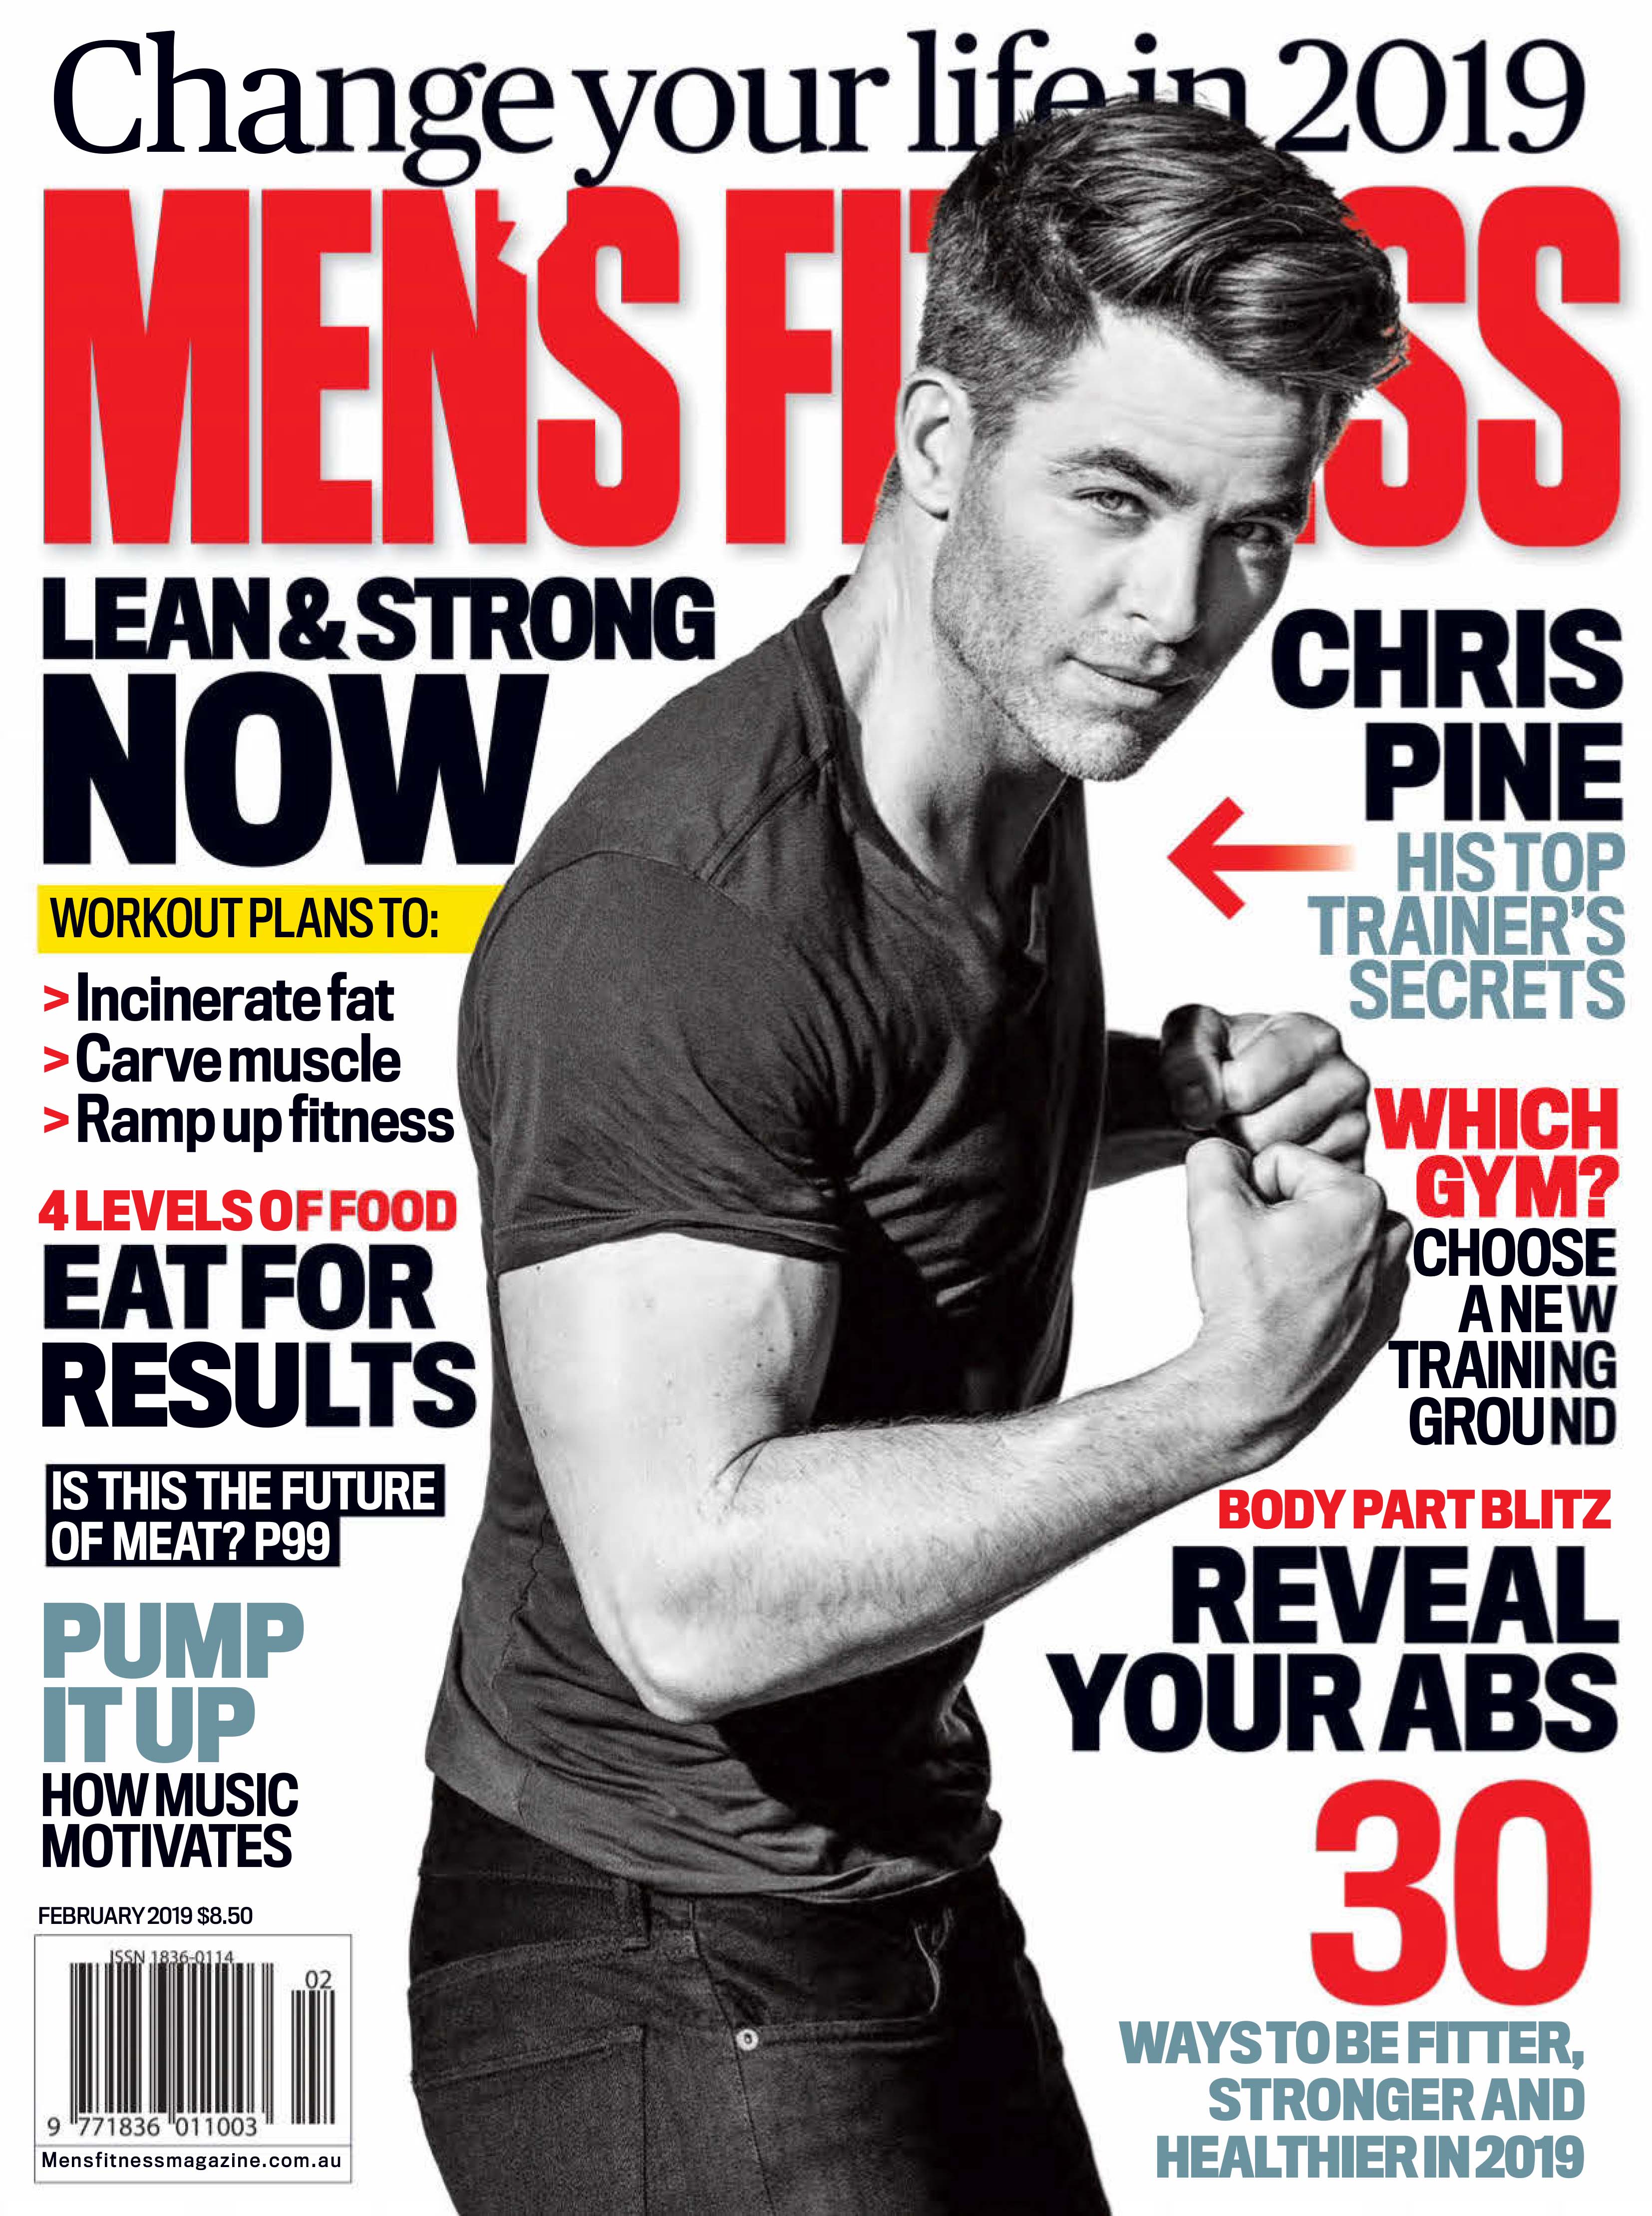 Change your life in 2019
MEN'S FITNESS
LEAN & STRONG
NOW
WORKOUT PLANS TO:
> Incinerate fat
> Carve muscle
> Ramp up fitness
4 LEVELS OF FOOD
EAT FOR
RESULTS
IS THIS THE FUTURE
OF MEAT? P99
PUMP
IT UP
HOW MUSIC
MOTIVATES
FEBRUARY 2019 $8.50
ISSN 1836-0114
02
9 771836 011003
Mensfitnessmagazine.com.au
CHRIS
PINE
HIS TOP
TRAINER'S
SECRETS
WHICH
GYM?
CHOOSE
A NEW
TRAINING
GROUND
BODY PART BLITZ
REVEAL
YOUR ABS
30
WAYS TO BE FITTER,
STRONGER AND
HEALTHIER IN 2019